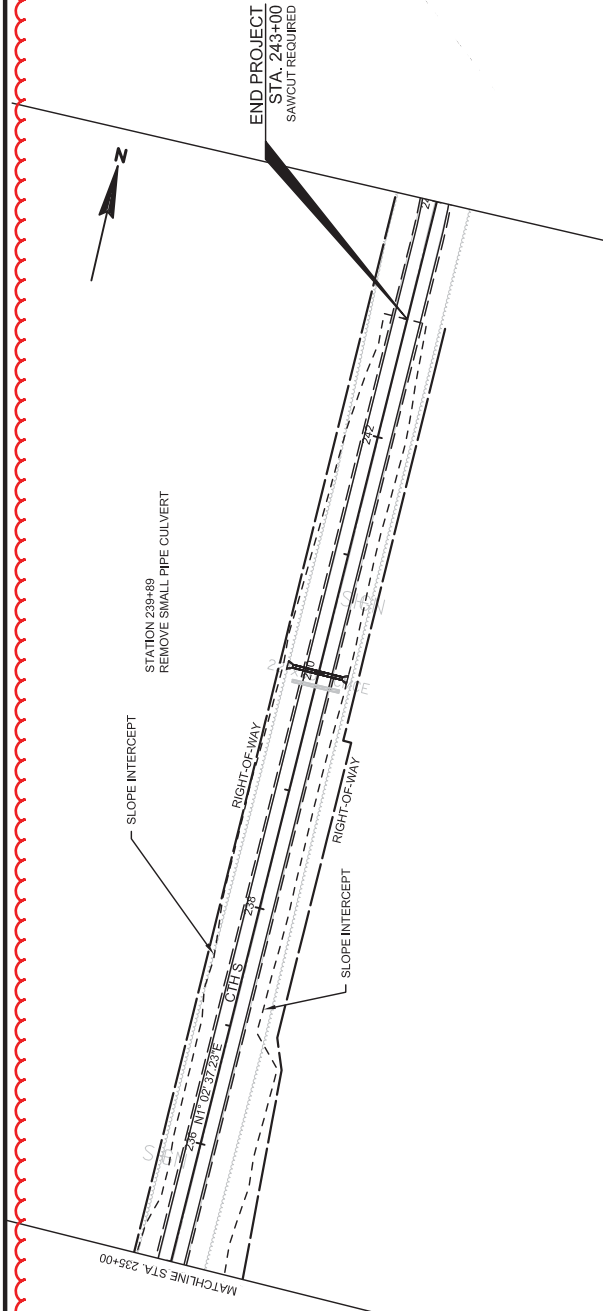 END PROJECT
STA. 243+00
SAWCUT REQUIRED
N
242
STATION 239+89
REMOVE SMALL PIPE CULVERT
SIGN
240
SLOPE INTERCEPT
RIGHT-OF-WAY
RIGHT-OF-WAY
238
SLOPE INTERCEPT
CTH S
N1° 02' 37.23"E
236
MATCHLINE STA. 235+00